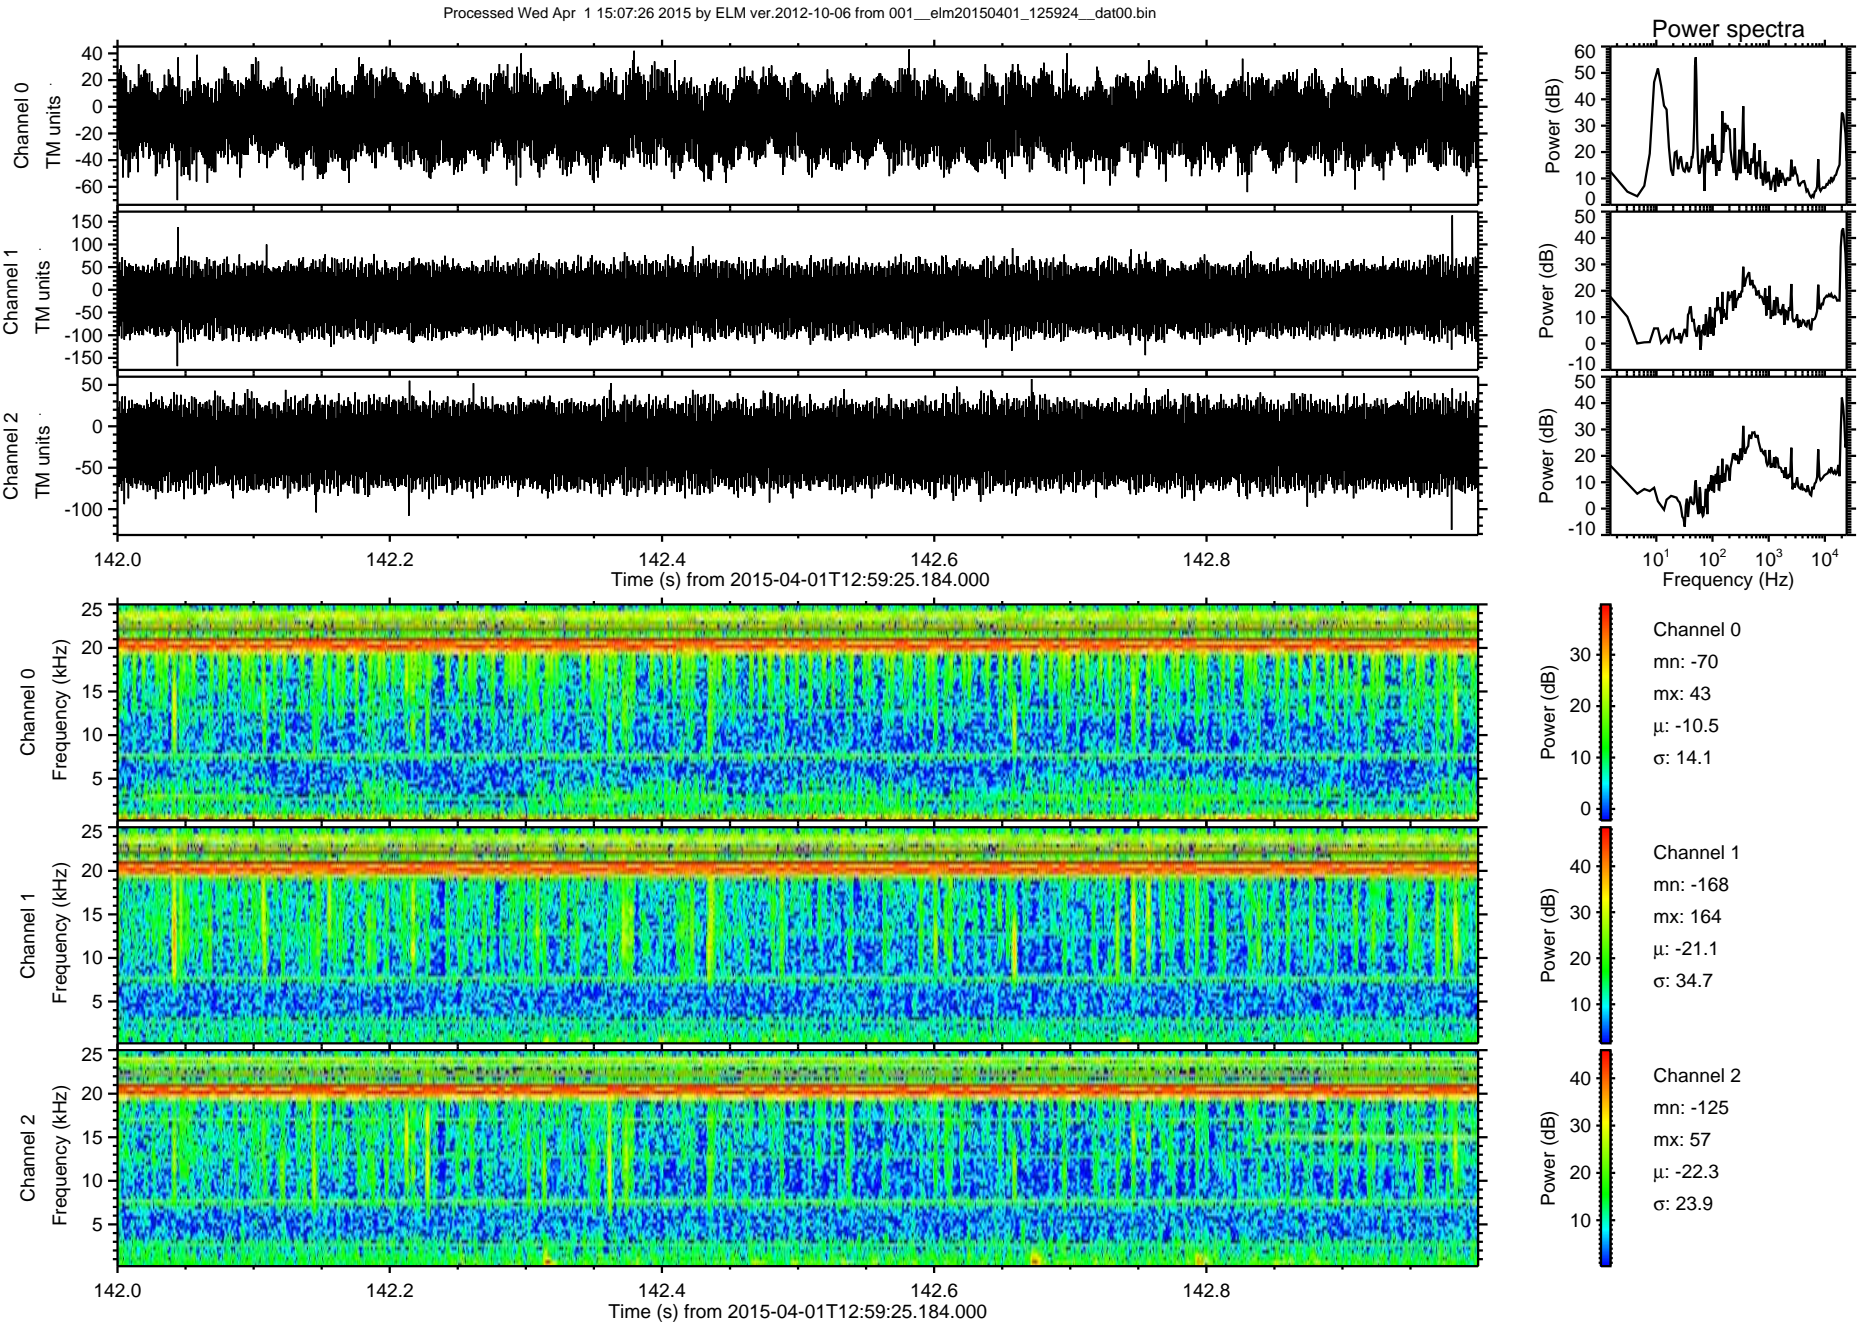 Processed Wed Apr  1 15:07:26 2015 by ELM ver.2012-10-06 from 001__elm20150401_125924__dat00.bin
Power spectra
Channel 0
TM units
40
20
0
-20
-40
-60
Power (dB)
60
50
40
30
20
10
0
Channel 1
TM units
150
100
50
0
-50
-100
-150
Power (dB)
50
40
30
20
10
0
-10
Channel 2
TM units
50
0
-50
-100
Power (dB)
50
40
30
20
10
0
-10
142.0 142.2 142.4 142.6 142.8
Time (s) from 2015-04-01T12:59:25.184.000
10¹ 10² 10³ 10⁴
Frequency (Hz)
Channel 0
Frequency (kHz)
25
20
15
10
5
Power (dB)
30
20
10
0
Channel 0
mn: -70
mx: 43
μ: -10.5
σ: 14.1
Channel 1
Frequency (kHz)
25
20
15
10
5
Power (dB)
40
30
20
10
Channel 1
mn: -168
mx: 164
μ: -21.1
σ: 34.7
Channel 2
Frequency (kHz)
25
20
15
10
5
Power (dB)
40
30
20
10
Channel 2
mn: -125
mx: 57
μ: -22.3
σ: 23.9
142.0 142.2 142.4 142.6 142.8
Time (s) from 2015-04-01T12:59:25.184.000